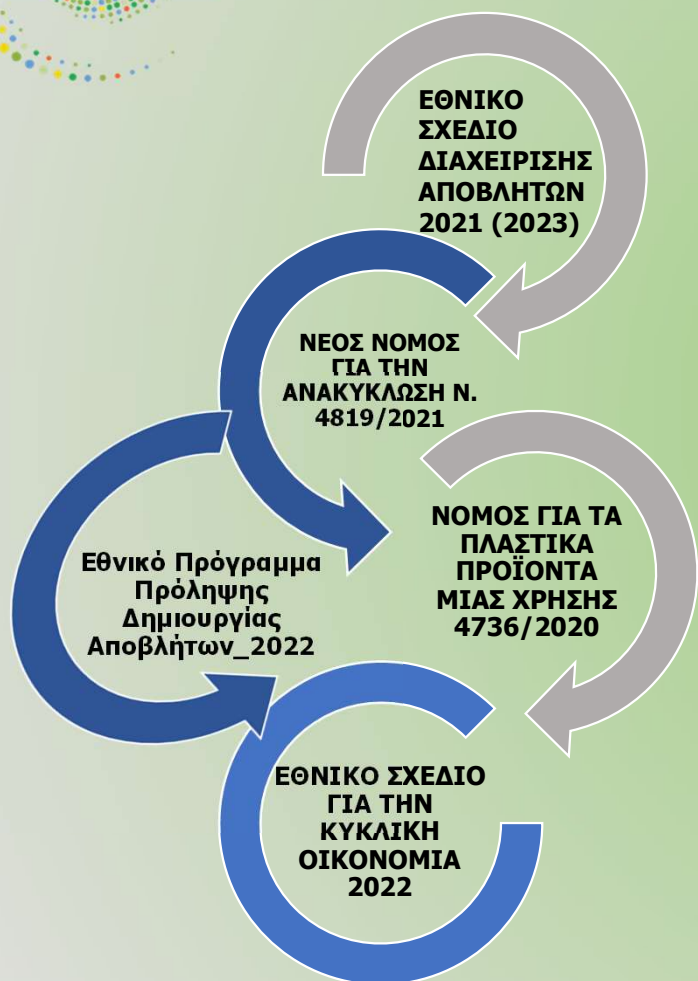 ΕΘΝΙΚΟ
ΣΧΕΔΙΟ
ΔΙΑΧΕΙΡΙΣΗΣ
ΑΠΟΒΛΗΤΩΝ
2021 (2023)
ΝΕΟΣ ΝΟΜΟΣ
ΓΙΑ ΤΗΝ
ΑΝΑΚΥΚΛΩΣΗ Ν.
4819/2021
ΝΟΜΟΣ ΓΙΑ ΤΑ
ΠΛΑΣΤΙΚΑ
ΠΡΟΪΟΝΤΑ
ΜΙΑΣ ΧΡΗΣΗΣ
4736/2020
Εθνικό Πρόγραμμα
Πρόληψης
Δημιουργίας
Αποβλήτων_2022
ΕΘΝΙΚΟ ΣΧΕΔΙΟ
ΓΙΑ ΤΗΝ
ΚΥΚΛΙΚΗ
ΟΙΚΟΝΟΜΙΑ
2022